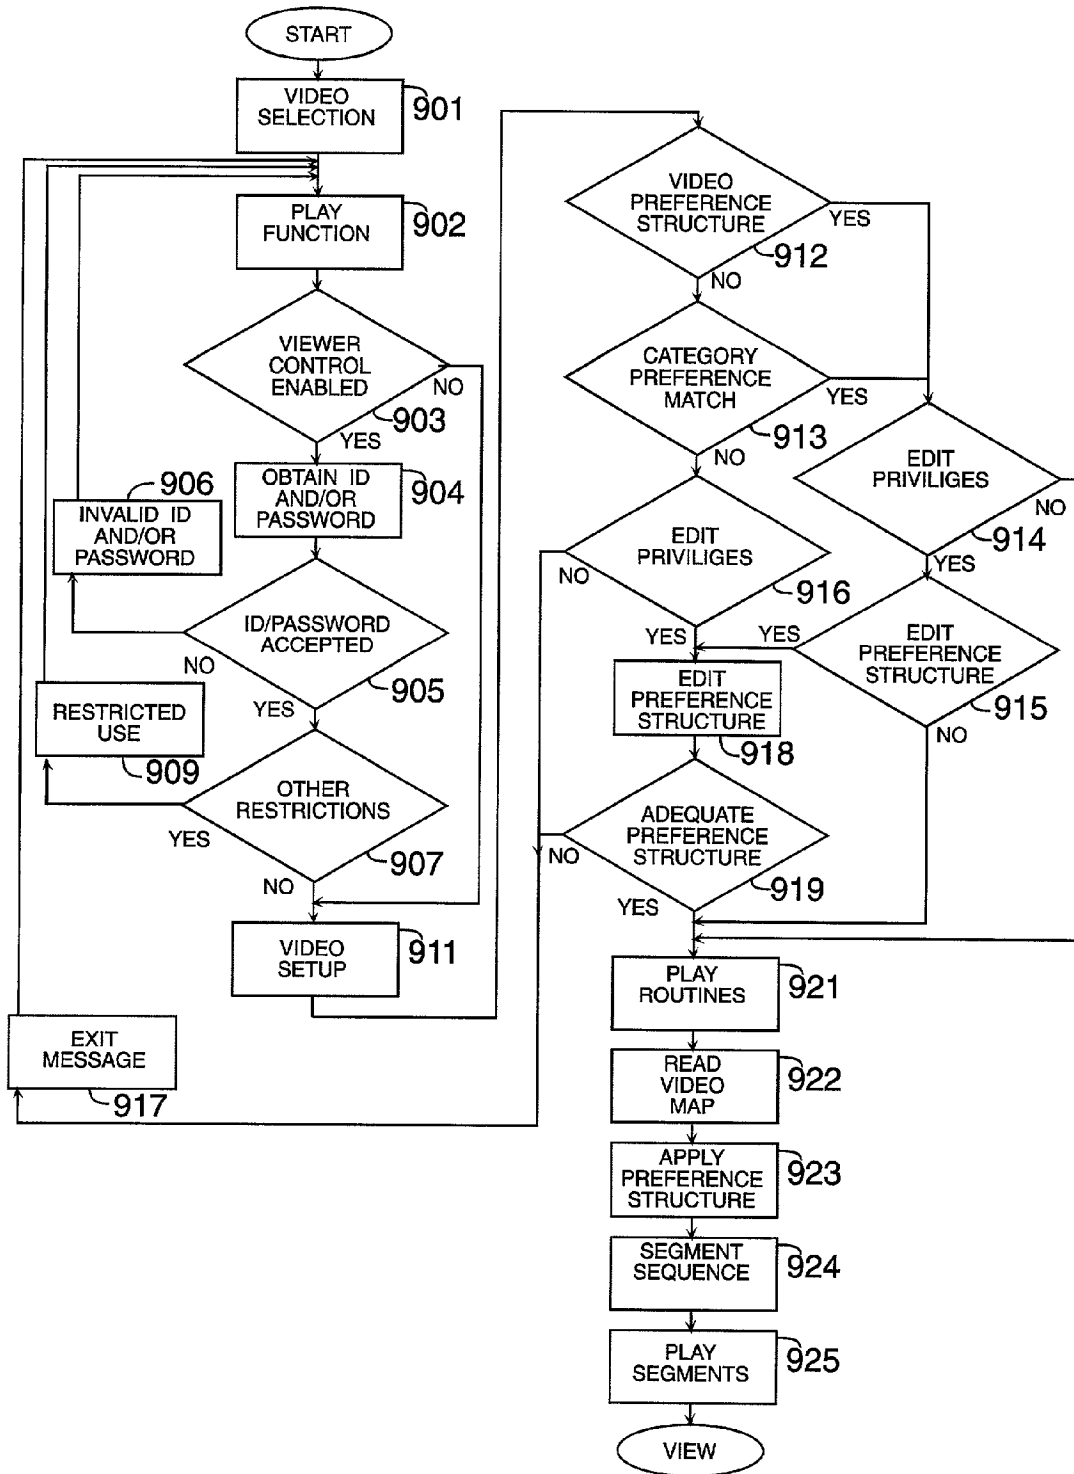 START
VIDEO
SELECTION
901
PLAY
FUNCTION
902
VIEWER
CONTROL
ENABLED
NO
903
YES
OBTAIN ID
AND/OR
PASSWORD
904
906
INVALID ID
AND/OR
PASSWORD
ID/PASSWORD
ACCEPTED
NO
905
YES
RESTRICTED
USE
909
OTHER
RESTRICTIONS
YES
907
NO
VIDEO
SETUP
911
EXIT
MESSAGE
917
VIDEO
PREFERENCE
STRUCTURE
YES
912
NO
CATEGORY
PREFERENCE
MATCH
YES
913
NO
EDIT
PRIVILIGES
NO
914
YES
EDIT
PRIVILIGES
NO
916
YES
YES
EDIT
PREFERENCE
STRUCTURE
915
NO
EDIT
PREFERENCE
STRUCTURE
918
ADEQUATE
PREFERENCE
STRUCTURE
NO
919
YES
PLAY
ROUTINES
921
READ
VIDEO
MAP
922
APPLY
PREFERENCE
STRUCTURE
923
SEGMENT
SEQUENCE
924
PLAY
SEGMENTS
925
VIEW